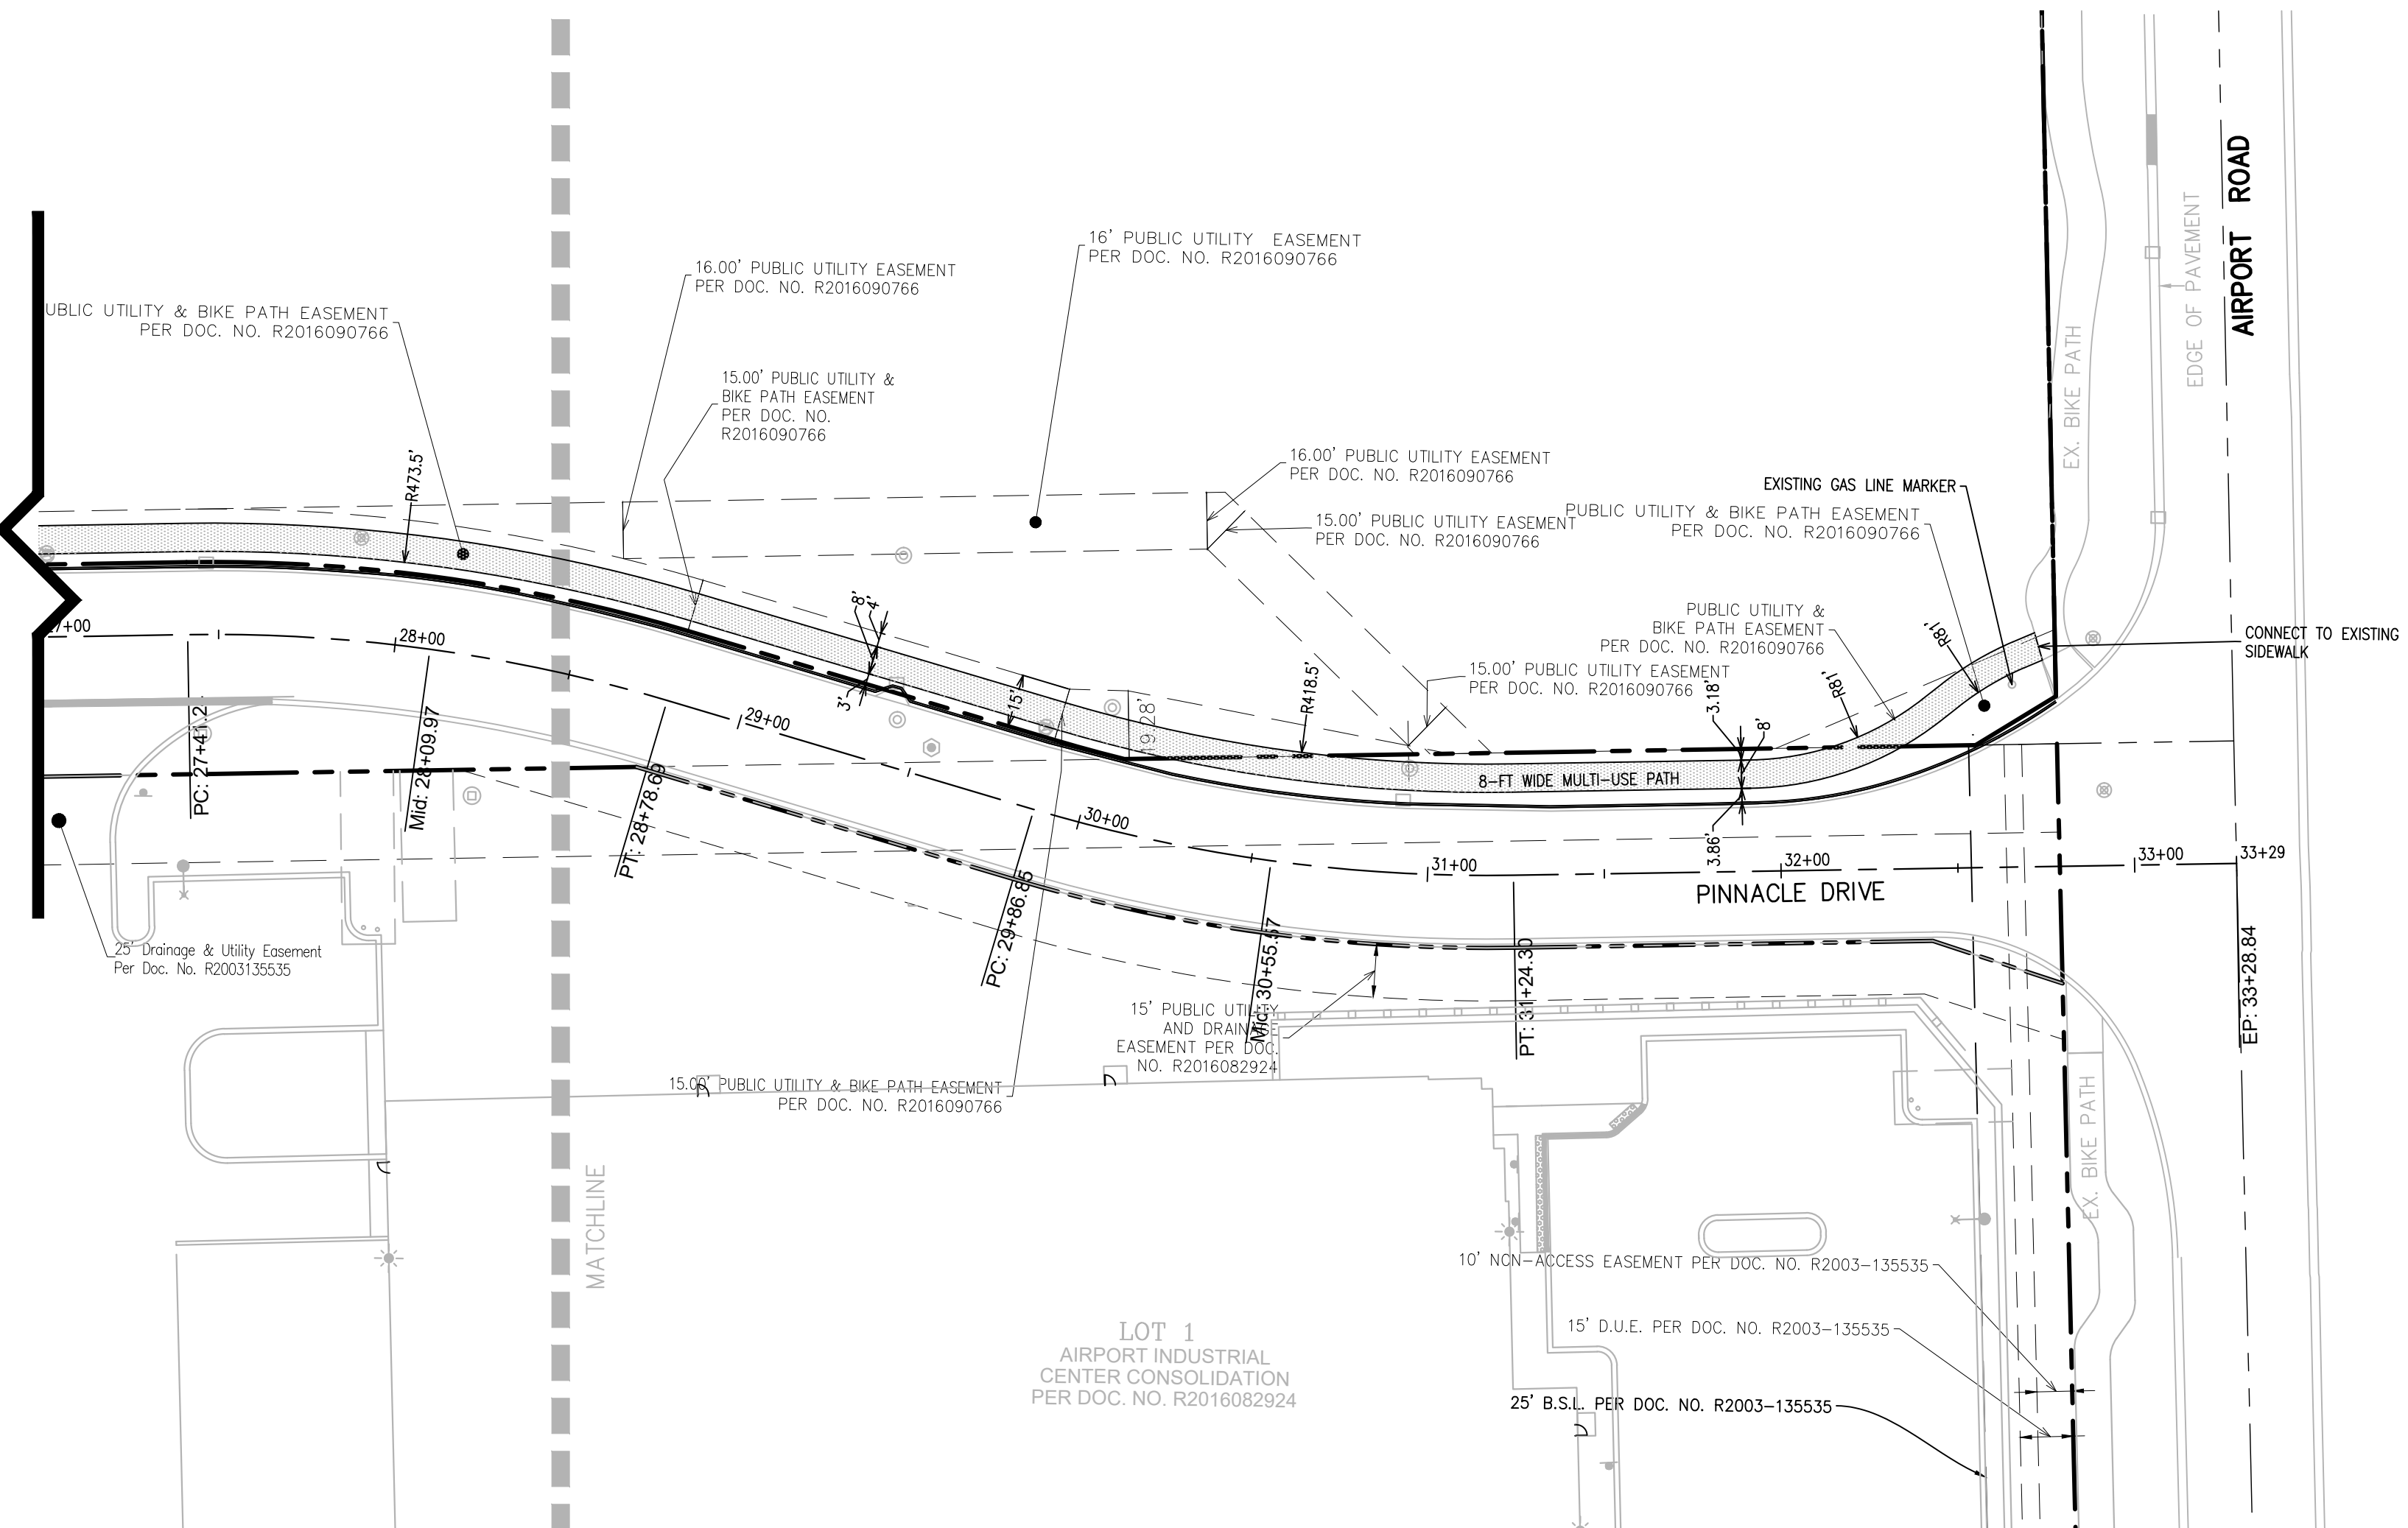 16' PUBLIC UTILITY EASEMENT
PER DOC. NO. R2016090766
16.00' PUBLIC UTILITY EASEMENT
PER DOC. NO. R2016090766
UBLIC UTILITY & BIKE PATH EASEMENT
PER DOC. NO. R2016090766
15.00' PUBLIC UTILITY &
BIKE PATH EASEMENT
PER DOC. NO.
R2016090766
16.00' PUBLIC UTILITY EASEMENT
PER DOC. NO. R2016090766
15.00' PUBLIC UTILITY EASEMENT
PER DOC. NO. R2016090766
EXISTING GAS LINE MARKER
PUBLIC UTILITY & BIKE PATH EASEMENT
PER DOC. NO. R2016090766
PUBLIC UTILITY &
BIKE PATH EASEMENT
PER DOC. NO. R2016090766
15.00' PUBLIC UTILITY EASEMENT
PER DOC. NO. R2016090766
CONNECT TO EXISTING
SIDEWALK
AIRPORT ROAD
EDGE OF PAVEMENT
EX. BIKE PATH
R473.5'
8'
4'
3'
15'
19.28'
R418.5'
3.18'
8'
3.86'
R81'
R81'
8-FT WIDE MULTI-USE PATH
27+00
28+00
29+00
30+00
31+00
32+00
33+00
33+29
PINNACLE DRIVE
PC: 27+41.21
Mid: 28+09.97
PT: 28+78.69
PC: 29+86.85
Mid: 30+55.57
PT: 31+24.30
EP: 33+28.84
25' Drainage & Utility Easement
Per Doc. No. R2003135535
15' PUBLIC UTILITY
AND DRAINAGE
EASEMENT PER DOC.
NO. R2016082924
15.00' PUBLIC UTILITY & BIKE PATH EASEMENT
PER DOC. NO. R2016090766
MATCHLINE
EX. BIKE PATH
10' NON-ACCESS EASEMENT PER DOC. NO. R2003-135535
15' D.U.E. PER DOC. NO. R2003-135535
25' B.S.L. PER DOC. NO. R2003-135535
LOT 1
AIRPORT INDUSTRIAL
CENTER CONSOLIDATION
PER DOC. NO. R2016082924